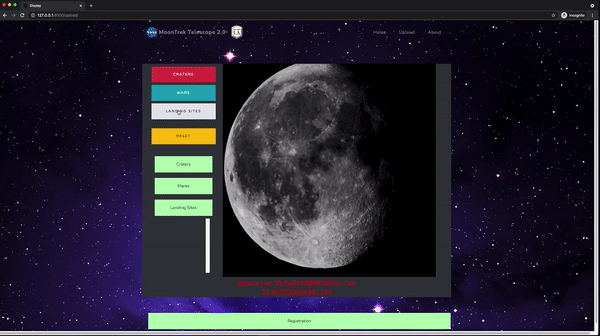 Display
127.0.0.1:8000/upload/
Incognito
NASA MoonTrek Telescope 2.0
Home Upload About
CRATERS
MARE
LANDING SITES
RESET
Craters
Mares
Landing Sites
Registration